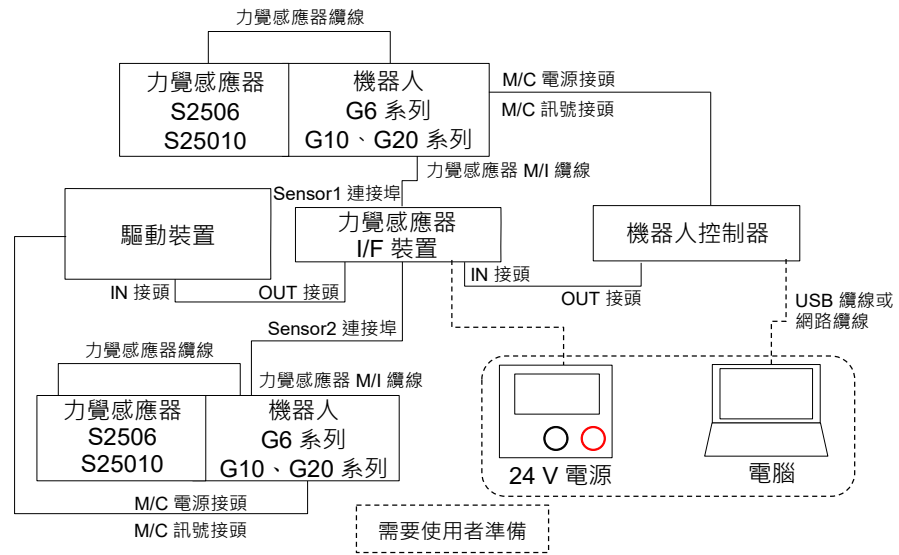 力覺感應器纜線
力覺感應器
S2506
S25010
機器人
G6 系列
G10、G20 系列
M/C 電源接頭
M/C 訊號接頭
力覺感應器 M/I 纜線
Sensor1 連接埠
驅動裝置
力覺感應器
I/F 裝置
機器人控制器
IN 接頭
OUT 接頭
IN 接頭
OUT 接頭
USB 纜線或
網路纜線
Sensor2 連接埠
力覺感應器纜線
力覺感應器 M/I 纜線
力覺感應器
S2506
S25010
機器人
G6 系列
G10、G20 系列
24 V 電源
電腦
M/C 電源接頭
M/C 訊號接頭
需要使用者準備